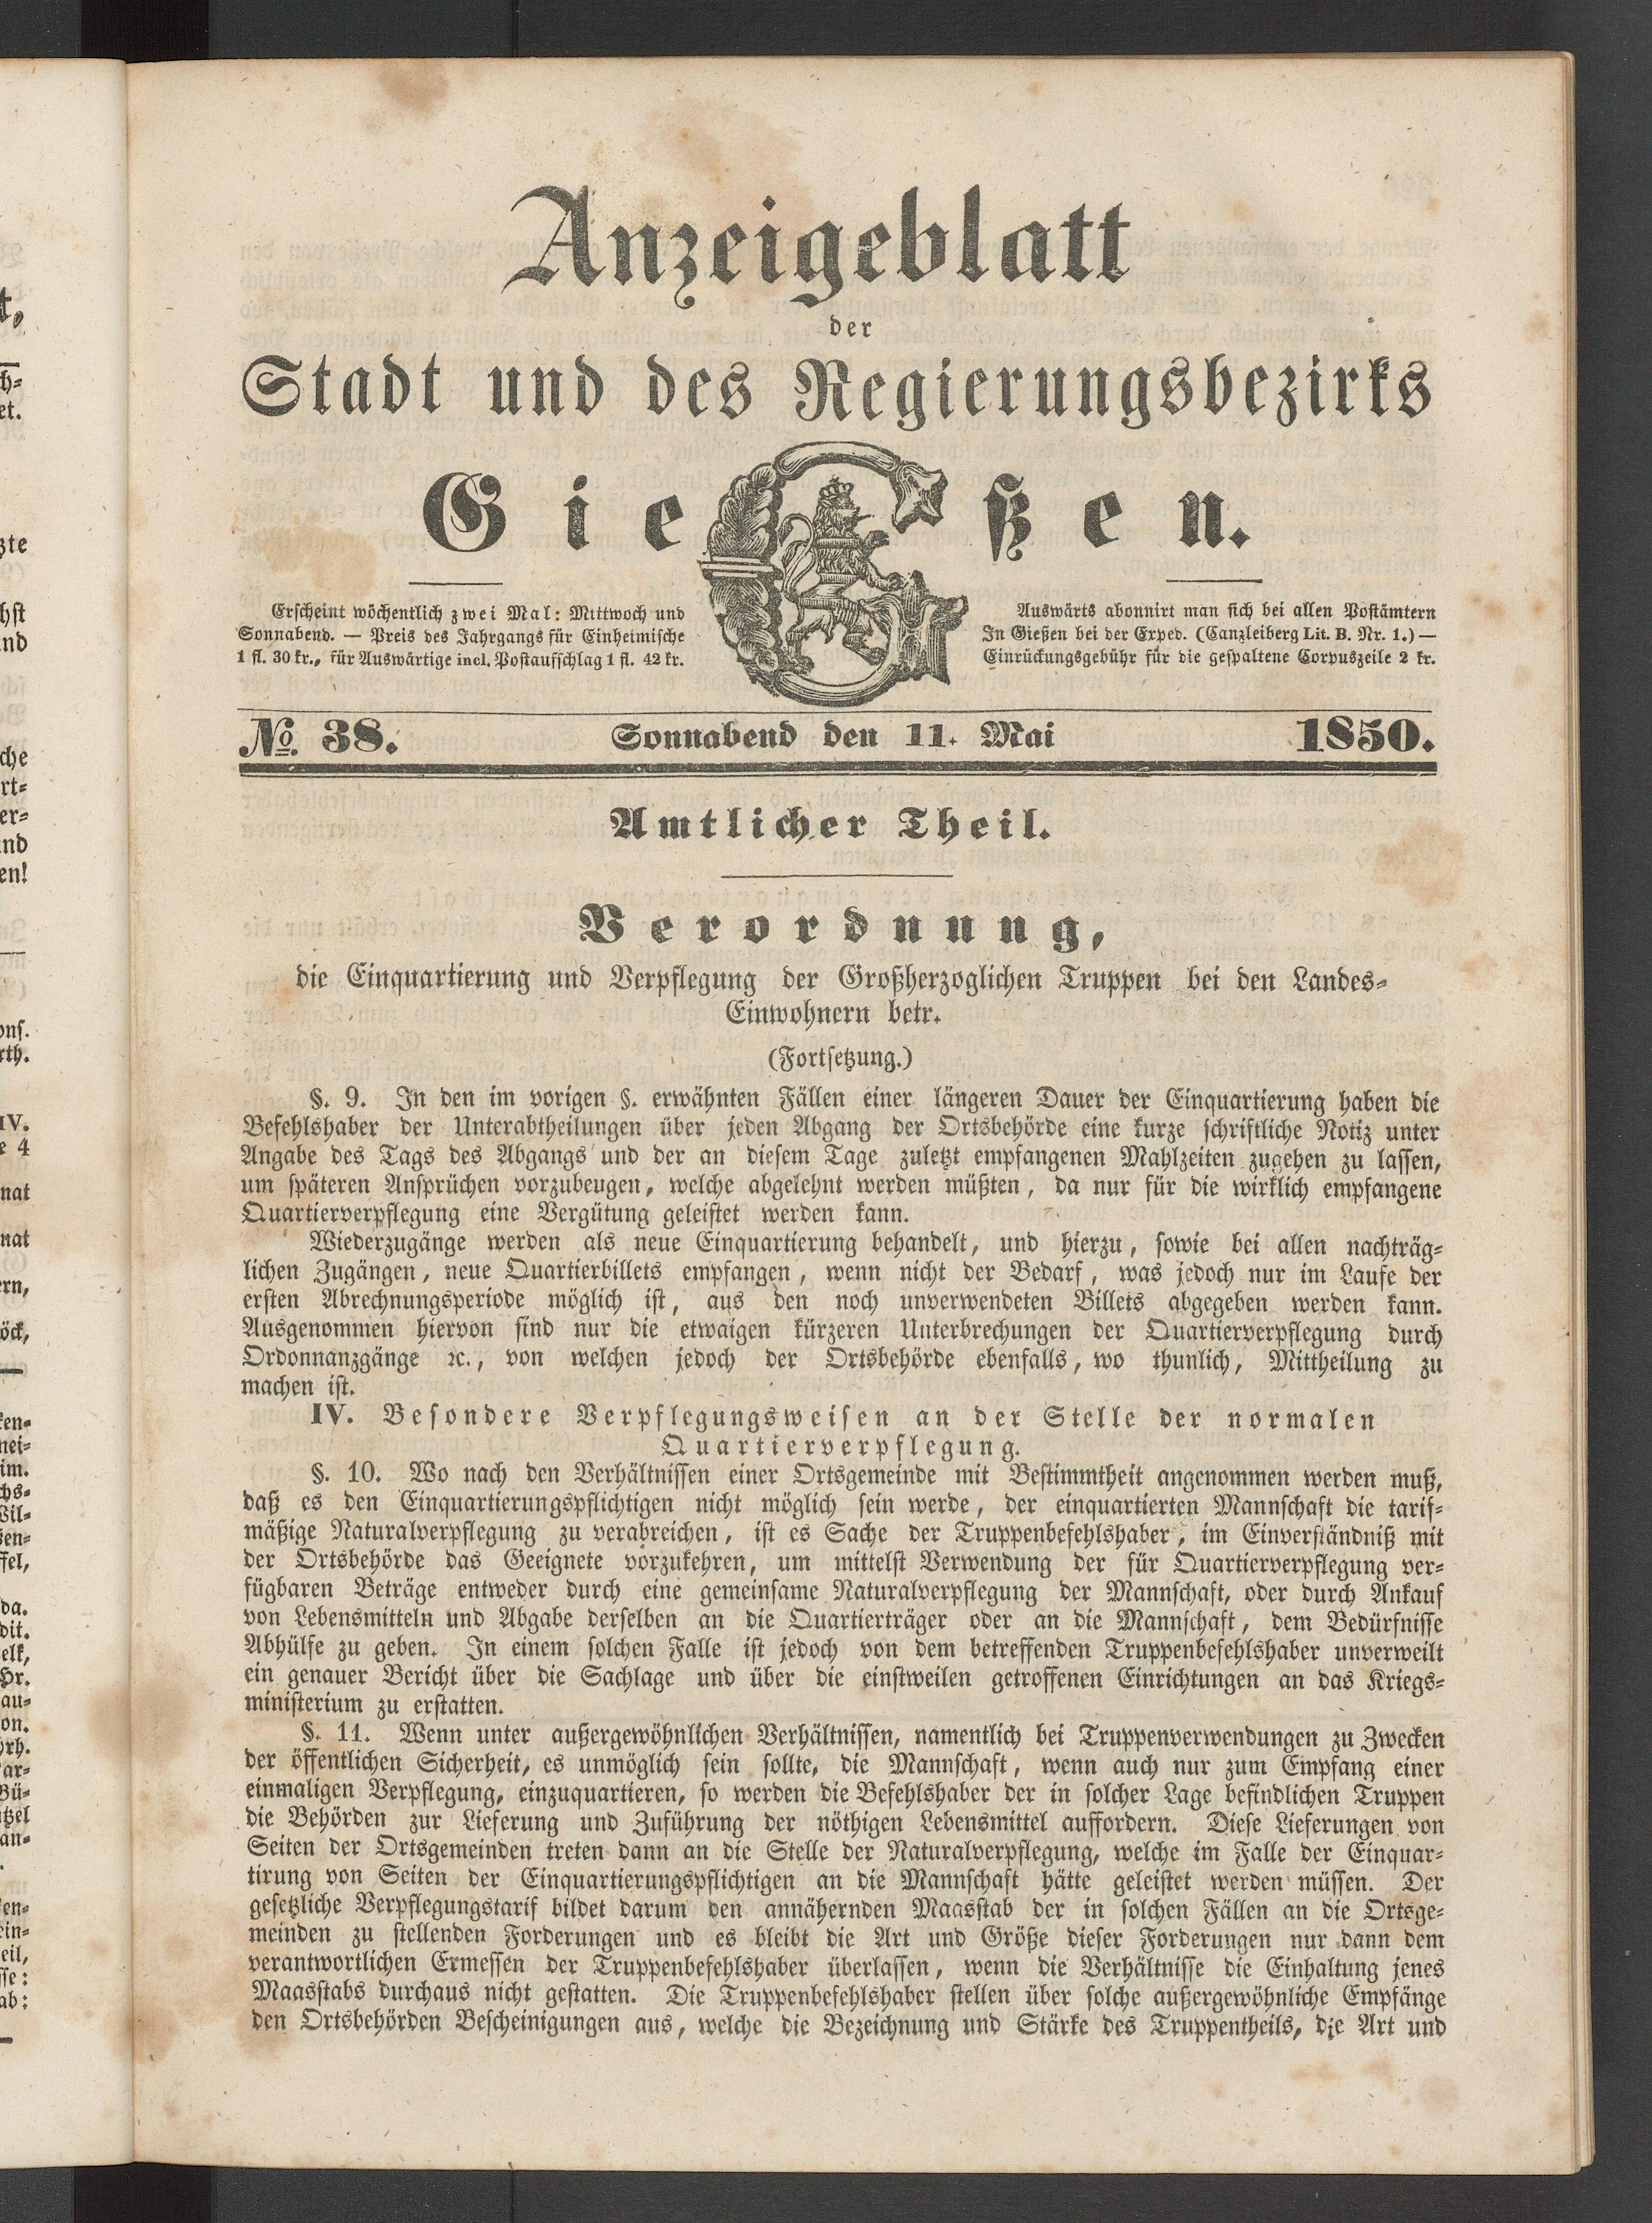 Anzeigeblatt
der
Stadt und des Regierungsbezirks
Gießen.
Erscheint wöchentlich zwei Mal: Mittwoch und
Sonnabend. — Preis des Jahrgangs für Einheimische
1 fl. 30 kr., für Auswärtige incl. Postaufschlag 1 fl. 42 kr.
Auswärts abonnirt man sich bei allen Postämtern
In Gießen bei der Exped. (Canzleiberg Lit. B. Nr. 1.) —
Einrückungsgebühr für die gespaltene Corpuszeile 2 kr.
No. 38. Sonnabend den 11. Mai 1850.
Amtlicher Theil.
Verordnung,
die Einquartierung und Verpflegung der Großherzoglichen Truppen bei den Landes-
Einwohnern betr.
(Fortsetzung.)
§. 9. In den im vorigen §. erwähnten Fällen einer längeren Dauer der Einquartierung haben die
Befehlshaber der Unterabtheilungen über jeden Abgang der Ortsbehörde eine kurze schriftliche Notiz unter
Angabe des Tags des Abgangs und der an diesem Tage zuletzt empfangenen Mahlzeiten zugehen zu lassen,
um späteren Ansprüchen vorzubeugen, welche abgelehnt werden müßten, da nur für die wirklich empfangene
Quartierverpflegung eine Vergütung geleistet werden kann.
Wiederzugänge werden als neue Einquartierung behandelt, und hierzu, sowie bei allen nachträg-
lichen Zugängen, neue Quartierbillets empfangen, wenn nicht der Bedarf, was jedoch nur im Laufe der
ersten Abrechnungsperiode möglich ist, aus den noch unverwendeten Billets abgegeben werden kann.
Ausgenommen hiervon sind nur die etwaigen kürzeren Unterbrechungen der Quartierverpflegung durch
Ordonnanzgänge ꝛc., von welchen jedoch der Ortsbehörde ebenfalls, wo thunlich, Mittheilung zu
machen ist.
IV. Besondere Verpflegungsweisen an der Stelle der normalen
Quartierverpflegung.
§. 10. Wo nach den Verhältnissen einer Ortsgemeinde mit Bestimmtheit angenommen werden muß,
daß es den Einquartierungspflichtigen nicht möglich sein werde, der einquartierten Mannschaft die tarif-
mäßige Naturalverpflegung zu verabreichen, ist es Sache der Truppenbefehlshaber, im Einverständniß mit
der Ortsbehörde das Geeignete vorzukehren, um mittelst Verwendung der für Quartierverpflegung ver-
fügbaren Beträge entweder durch eine gemeinsame Naturalverpflegung der Mannschaft, oder durch Ankauf
von Lebensmitteln und Abgabe derselben an die Quartierträger oder an die Mannschaft, dem Bedürfnisse
Abhülfe zu geben. In einem solchen Falle ist jedoch von dem betreffenden Truppenbefehlshaber unverweilt
ein genauer Bericht über die Sachlage und über die einstweilen getroffenen Einrichtungen an das Kriegs-
ministerium zu erstatten.
§. 11. Wenn unter außergewöhnlichen Verhältnissen, namentlich bei Truppenverwendungen zu Zwecken
der öffentlichen Sicherheit, es unmöglich sein sollte, die Mannschaft, wenn auch nur zum Empfang einer
einmaligen Verpflegung, einzuquartieren, so werden die Befehlshaber der in solcher Lage befindlichen Truppen
die Behörden zur Lieferung und Zuführung der nöthigen Lebensmittel auffordern. Diese Lieferungen von
Seiten der Ortsgemeinden treten dann an die Stelle der Naturalverpflegung, welche im Falle der Einquar-
tirung von Seiten der Einquartierungspflichtigen an die Mannschaft hätte geleistet werden müssen. Der
gesetzliche Verpflegungstarif bildet darum den annähernden Maasstab der in solchen Fällen an die Ortsge-
meinden zu stellenden Forderungen und es bleibt die Art und Größe dieser Forderungen nur dann dem
verantwortlichen Ermessen der Truppenbefehlshaber überlassen, wenn die Verhältnisse die Einhaltung jenes
Maasstabs durchaus nicht gestatten. Die Truppenbefehlshaber stellen über solche außergewöhnliche Empfänge
den Ortsbehörden Bescheinigungen aus, welche die Bezeichnung und Stärke des Truppentheils, die Art und